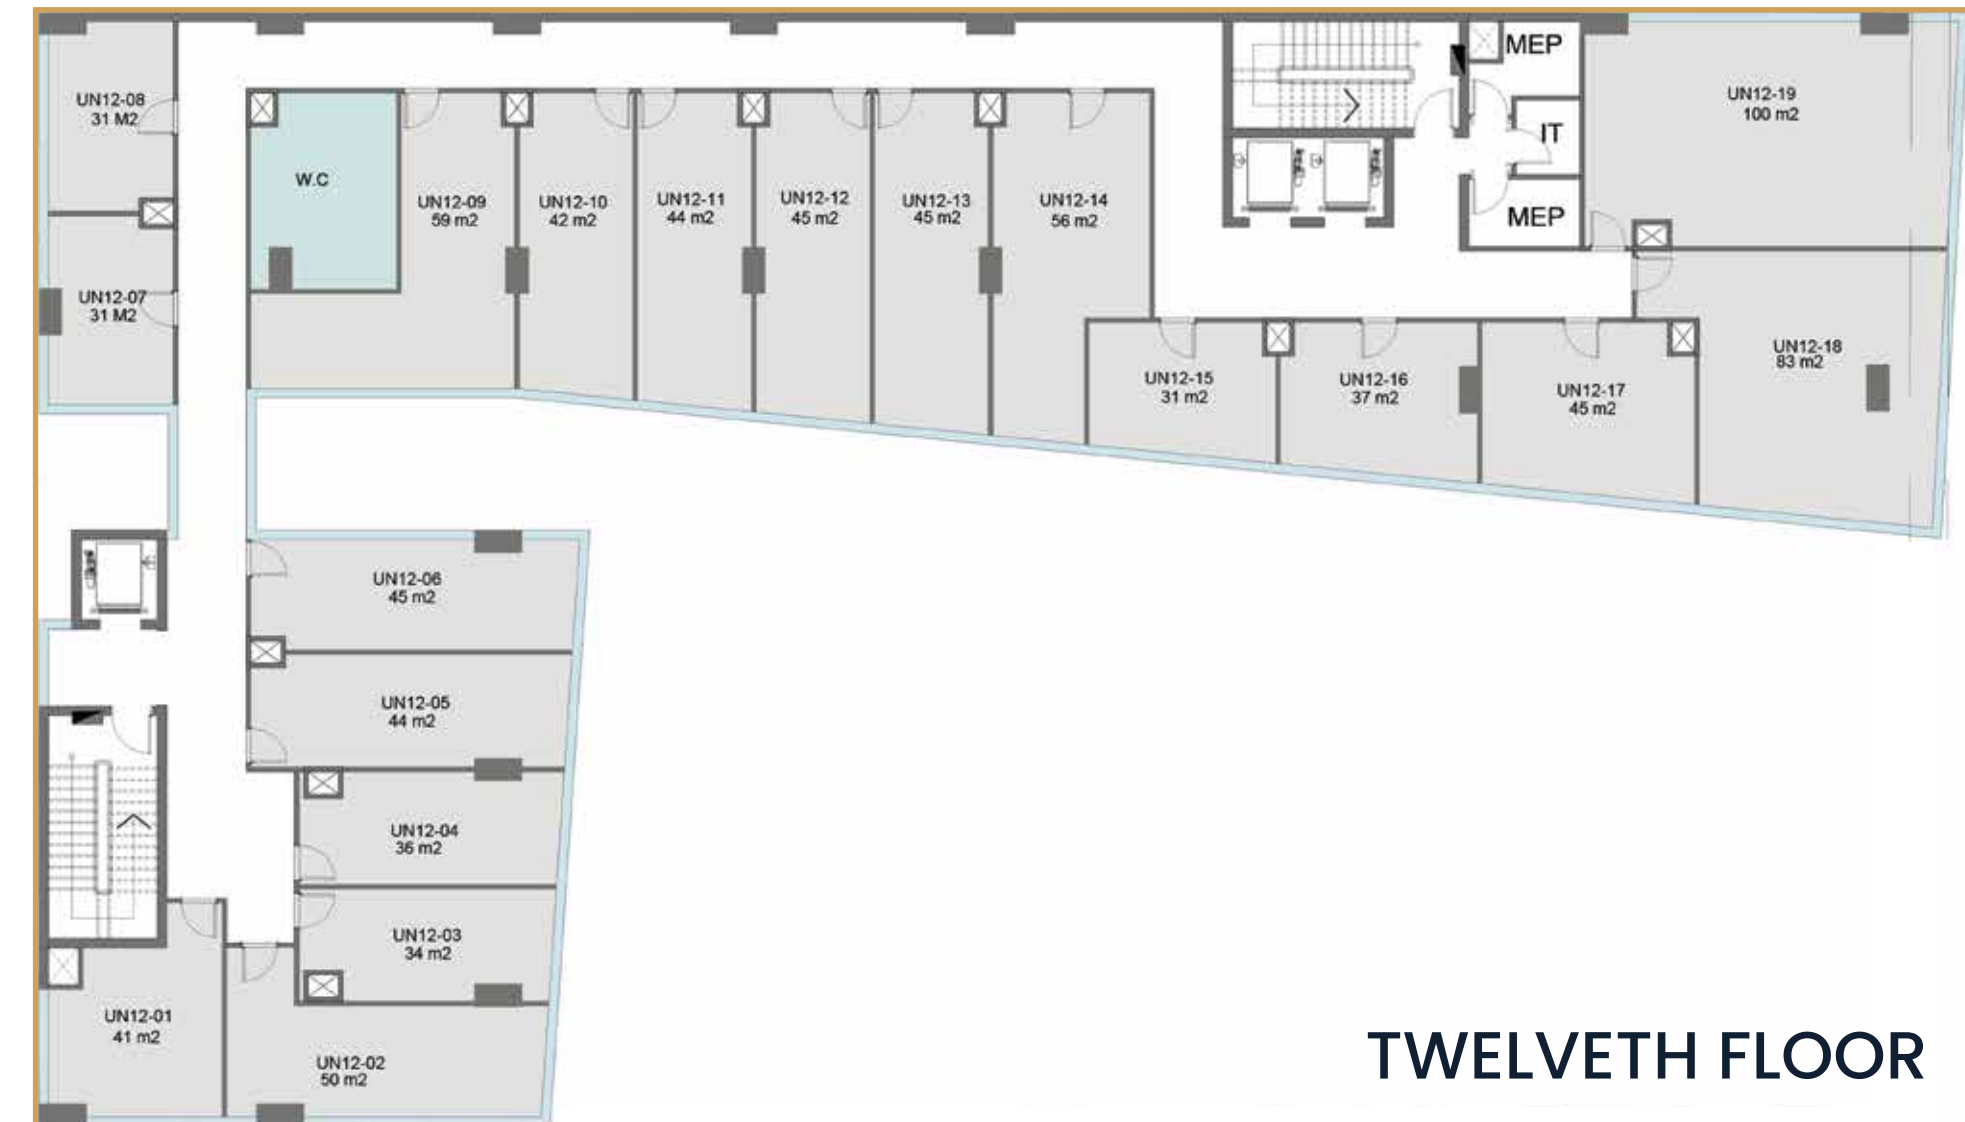 MEP
UN12-08
31 M2
UN12-19
100 m2
IT
W.C
UN12-09
59 m2
UN12-10
42 m2
UN12-11
44 m2
UN12-12
45 m2
UN12-13
45 m2
UN12-14
56 m2
MEP
UN12-07
31 M2
UN12-15
31 m2
UN12-16
37 m2
UN12-17
45 m2
UN12-18
83 m2
UN12-06
45 m2
UN12-05
44 m2
UN12-04
36 m2
UN12-03
34 m2
UN12-01
41 m2
UN12-02
50 m2
TWELVETH FLOOR